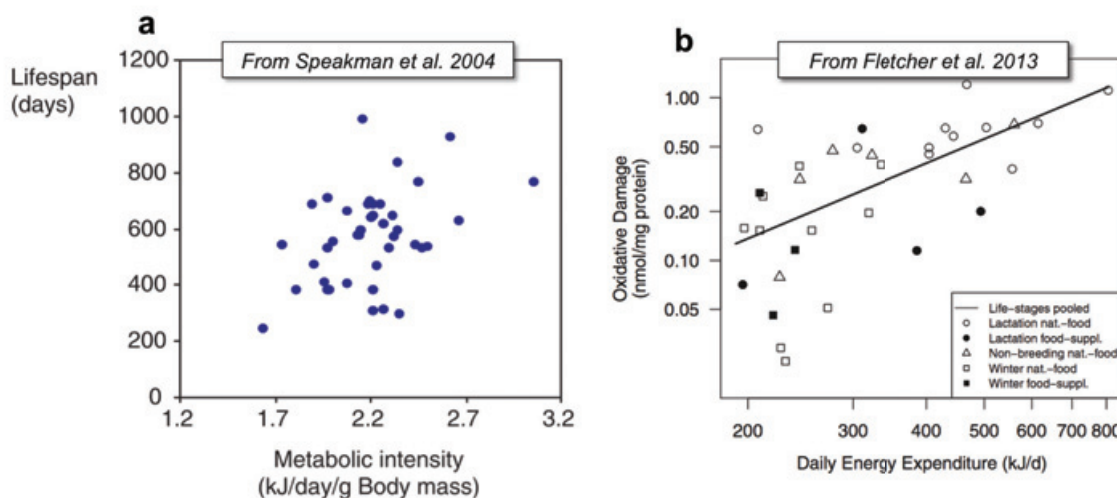 a
From Speakman et al. 2004
Lifespan
(days)
1200
1000
800
600
400
200
0
1.2
1.7
2.2
2.7
3.2
Metabolic intensity
(kJ/day/g Body mass)
b
From Fletcher et al. 2013
Oxidative Damage
(nmol/mg protein)
1.00
0.50
0.20
0.10
0.05
Life-stages pooled
Lactation nat.-food
Lactation food-suppl.
Non-breeding nat.-food
Winter nat.-food
Winter food-suppl.
200
300
400
500
600
700
800
Daily Energy Expenditure (kJ/d)